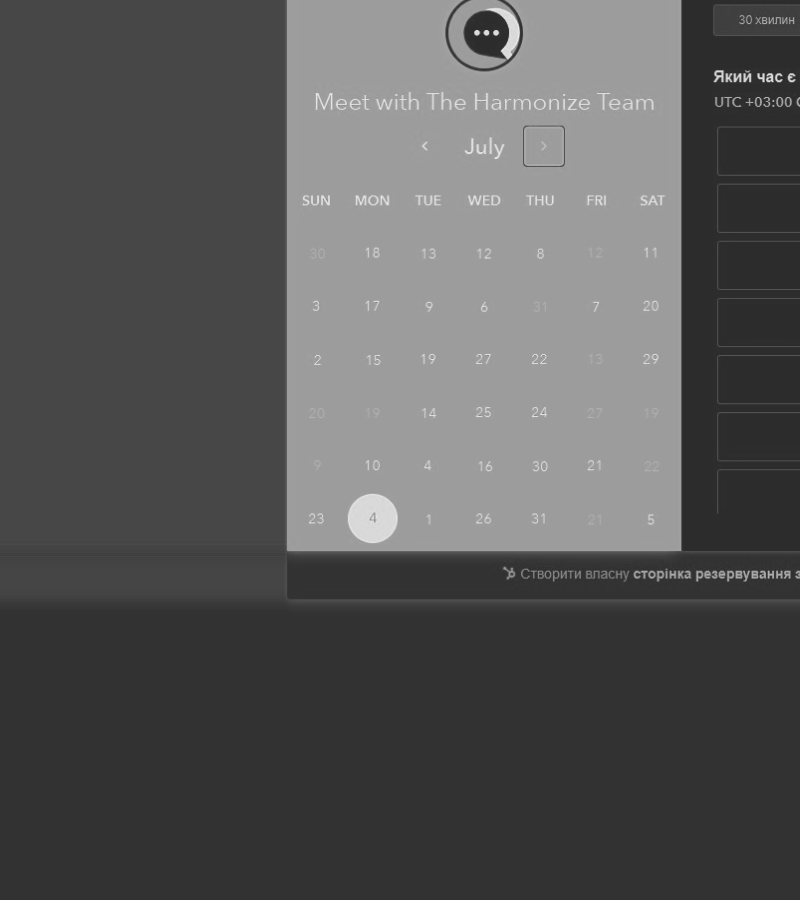 30 хвилин
Meet with The Harmonize Team
Який час є
UTC +03:00
July
SUN MON TUE WED THU FRI SAT
30 18 13 12 8 12 11
3 17 9 6 31 7 20
2 15 19 27 22 13 29
20 19 14 25 24 27 19
9 10 4 16 30 21 22
23 4 1 26 31 21 5
Створити власну сторінка резервування з